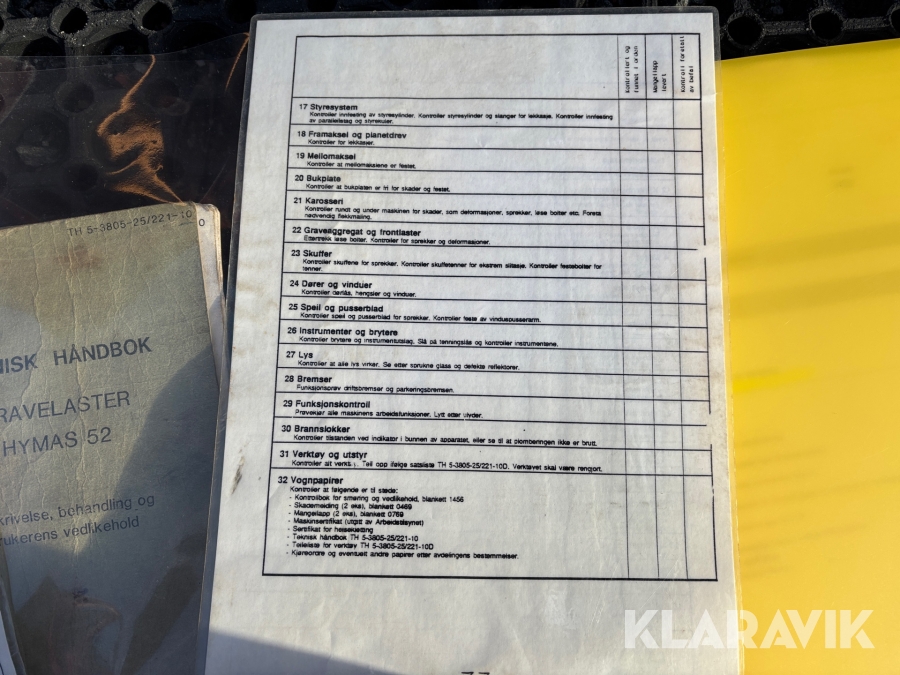 Kontrollert og
funnet i orden
Mangellapp
levert
Kontroll foretatt
av befal
17 Styresystem
Kontroller innfesting av styresylinder. Kontroller styresylinder og slanger for lekkasje. Kontroller innfesting
av parallellstag og styrekuler.
18 Framaksel og planetdrev
Kontroller for lekkasjer.
19 Mellomaksel
Kontroller at mellomakslene er festet.
20 Bukplate
Kontroller at bukplaten er fri for skader og festet.
21 Karosseri
Kontroller rundt og under maskinen for skader, som deformasjoner, sprekker, løse bolter etc. Foreta
nødvendig flekkmaling.
22 Graveaggregat og frontlaster
Ettertrekk løse bolter. Kontroller for sprekker og deformasjoner.
23 Skuffer
Kontroller skuffene for sprekker. Kontroller skuffetenner for ekstrem slitasje. Kontroller festebolter for
tenner.
24 Dører og vinduer
Kontroller dørlås, hengsler og vinduer.
25 Speil og pusserblad
Kontroller speil og pusserblad for sprekker. Kontroller feste av vinduspusserarm.
26 Instrumenter og brytere
Kontroller brytere og instrumentutslag. Slå på tenningslås og kontroller instrumentene.
27 Lys
Kontroller at alle lys virker. Se etter sprukne glass og defekte reflektorer.
28 Bremser
Funksjonsprøv driftsbremser og parkeringsbremsen.
29 Funksjonskontroll
Prøvekjør alle maskinens arbeidsfunksjoner. Lytt etter ulyder.
30 Brannslokker
Kontroller tilstanden ved indikator i bunnen av apparatet, eller se til at plomberingen ikke er brutt.
31 Verktøy og utstyr
Kontroller alt verktøy. Tell opp ifølge satsliste TH 5-3805-25/221-10D. Verktøyet skal være rengjort.
32 Vognpapirer
Kontroller at følgende er til stede:
- Kontrollbok for smøring og vedlikehold, blankett 1456
- Skademelding (2 eks), blankett 0469
- Mangellapp (2 eks), blankett 0769
- Maskinsertifikat (utgitt av Arbeidstilsynet)
- Sertifikat for heisekjetting
- Teknisk håndbok TH 5-3805-25/221-10
- Telleliste for verktøy TH 5-3805-25/221-10D
- Kjøreordre og eventuelt andre papirer etter avdelingens bestemmelser.
TH 5-3805-25/221-10
O
NISK HÅNDBOK
RAVELASTER
HYMAS 52
krivelse, behandling og
rukerens vedlikehold
KLARAVIK